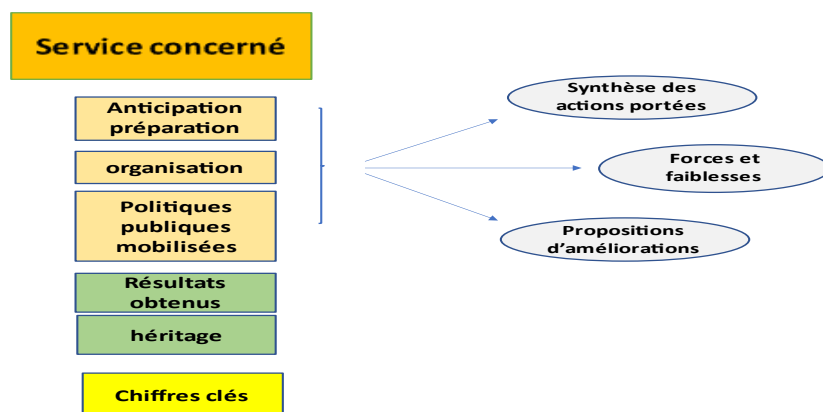 Service concerné
Anticipation
préparation
organisation
Politiques
publiques
mobilisées
Résultats
obtenus
héritage
Chiffres clés
Synthèse des
actions portées
Forces et
faiblesses
Propositions
d'améliorations